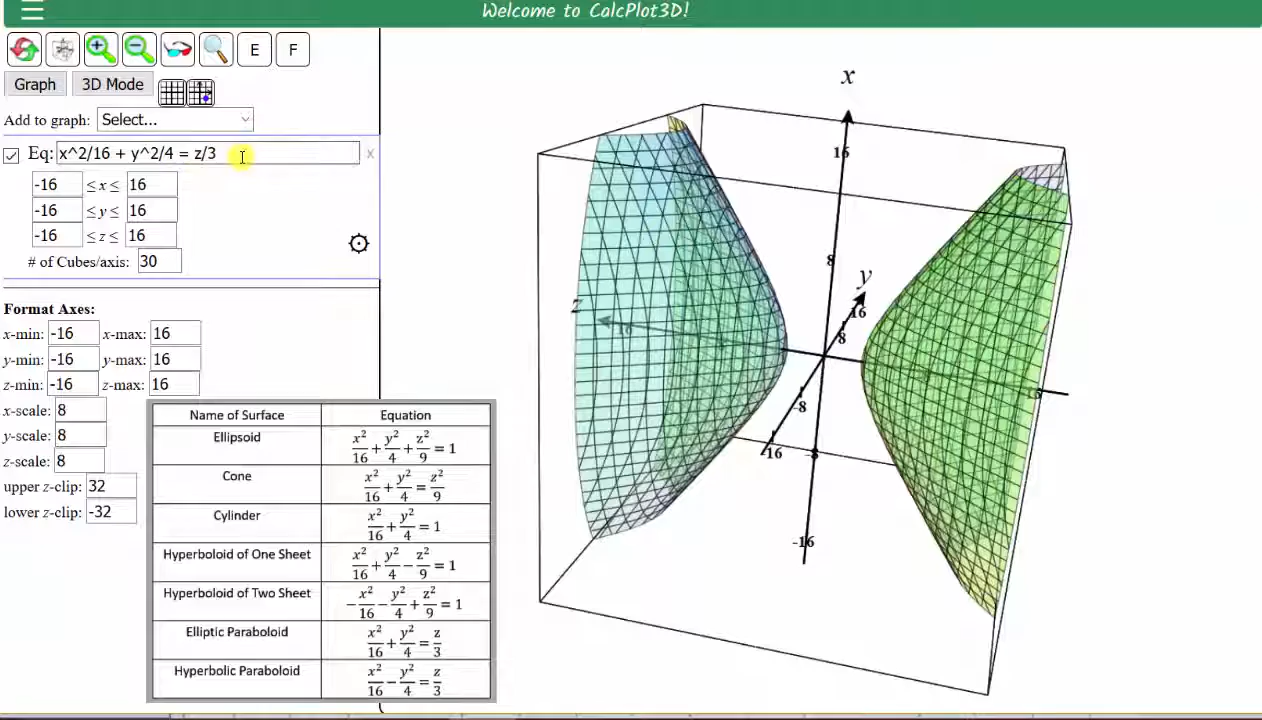 Welcome to CalcPlot3D!
E F
Graph 3D Mode
Add to graph: Select...
Eq: x^2/16 + y^2/4 = z/3 x
-16 ≤ x ≤ 16
-16 ≤ y ≤ 16
-16 ≤ z ≤ 16
# of Cubes/axis: 30
Format Axes:
x-min: -16 x-max: 16
y-min: -16 y-max: 16
z-min: -16 z-max: 16
x-scale: 8
y-scale: 8
z-scale: 8
upper z-clip: 32
lower z-clip: -32
Name of Surface Equation
Ellipsoid x²/16 + y²/4 + z²/9 = 1
Cone x²/16 + y²/4 = z²/9
Cylinder x²/16 + y²/4 = 1
Hyperboloid of One Sheet x²/16 + y²/4 − z²/9 = 1
Hyperboloid of Two Sheet −x²/16 − y²/4 + z²/9 = 1
Elliptic Paraboloid x²/16 + y²/4 = z/3
Hyperbolic Paraboloid x²/16 − y²/4 = z/3
x
16
8
y
16
8
z
16
-8
-16
-8
-16